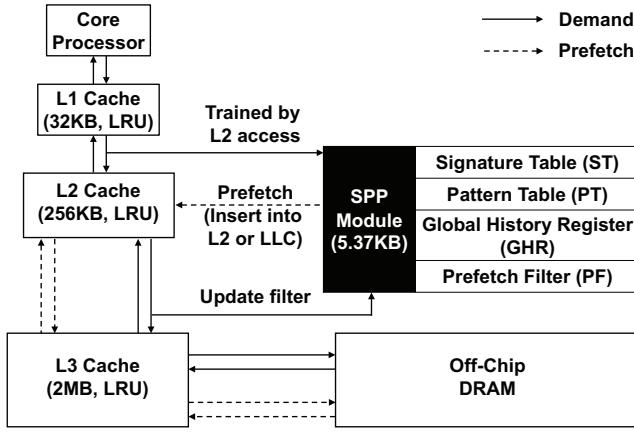 Core
Processor
Demand
Prefetch
L1 Cache
(32KB, LRU)
Trained by
L2 access
L2 Cache
(256KB, LRU)
Prefetch
(Insert into
L2 or LLC)
SPP
Module
(5.37KB)
Signature Table (ST)
Pattern Table (PT)
Global History Register
(GHR)
Prefetch Filter (PF)
Update filter
L3 Cache
(2MB, LRU)
Off-Chip
DRAM